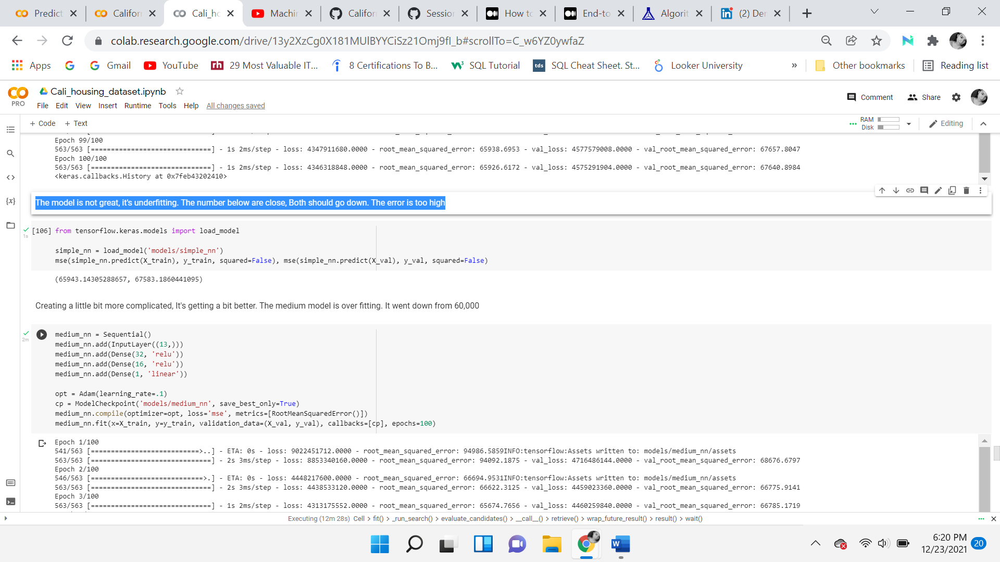 Predict
Califor
Cali_hc
Machir
Califor
Sessio
How to
End-to
Algorit
(2) Der
colab.research.google.com/drive/13y2XzCg0X181MUlBYYCiSz21Omj9fI_b#scrollTo=C_w6YZ0ywfaZ
Apps
Gmail
YouTube
rh 29 Most Valuable IT...
8 Certifications To B...
SQL Tutorial
tds SQL Cheat Sheet. St...
Looker University
»
Other bookmarks
Reading list
PRO
Cali_housing_dataset.ipynb
Comment
Share
File Edit View Insert Runtime Tools Help All changes saved
+ Code + Text
RAM
Disk
Editing
Epoch 99/100
563/563 [==============================] - 1s 2ms/step - loss: 4347911680.0000 - root_mean_squared_error: 65938.6953 - val_loss: 4577579008.0000 - val_root_mean_squared_error: 67657.8047
Epoch 100/100
563/563 [==============================] - 1s 2ms/step - loss: 4346318848.0000 - root_mean_squared_error: 65926.6172 - val_loss: 4575291904.0000 - val_root_mean_squared_error: 67640.8984
<keras.callbacks.History at 0x7feb43202410>
The model is not great, it's underfitting. The number below are close, Both should go down. The error is too high
[106] from tensorflow.keras.models import load_model
1s
simple_nn = load_model('models/simple_nn')
mse(simple_nn.predict(X_train), y_train, squared=False), mse(simple_nn.predict(X_val), y_val, squared=False)
(65943.14305288657, 67583.1860441095)
Creating a little bit more complicated, It's getting a bit better. The medium model is over fitting. It went down from 60,000
2m
medium_nn = Sequential()
medium_nn.add(InputLayer((13,)))
medium_nn.add(Dense(32, 'relu'))
medium_nn.add(Dense(16, 'relu'))
medium_nn.add(Dense(1, 'linear'))
opt = Adam(learning_rate=.1)
cp = ModelCheckpoint('models/medium_nn', save_best_only=True)
medium_nn.compile(optimizer=opt, loss='mse', metrics=[RootMeanSquaredError()])
medium_nn.fit(x=X_train, y=y_train, validation_data=(X_val, y_val), callbacks=[cp], epochs=100)
Epoch 1/100
541/563 [===========================>..] - ETA: 0s - loss: 9022451712.0000 - root_mean_squared_error: 94986.5859INFO:tensorflow:Assets written to: models/medium_nn/assets
563/563 [==============================] - 2s 3ms/step - loss: 8853340160.0000 - root_mean_squared_error: 94092.1875 - val_loss: 4716486144.0000 - val_root_mean_squared_error: 68676.6797
Epoch 2/100
546/563 [============================>.] - ETA: 0s - loss: 4448217600.0000 - root_mean_squared_error: 66694.9531INFO:tensorflow:Assets written to: models/medium_nn/assets
563/563 [==============================] - 2s 3ms/step - loss: 4438533120.0000 - root_mean_squared_error: 66622.3125 - val_loss: 4459023360.0000 - val_root_mean_squared_error: 66775.9141
Epoch 3/100
563/563 [==============================] - 1s 2ms/step - loss: 4313175552.0000 - root_mean_squared_error: 65674.7656 - val_loss: 4460259840.0000 - val_root_mean_squared_error: 66785.1719
Executing (12m 28s) Cell > fit() > _run_search() > evaluate_candidates() > __call__() > retrieve() > wrap_future_result() > result() > wait()
6:20 PM
12/23/2021
20